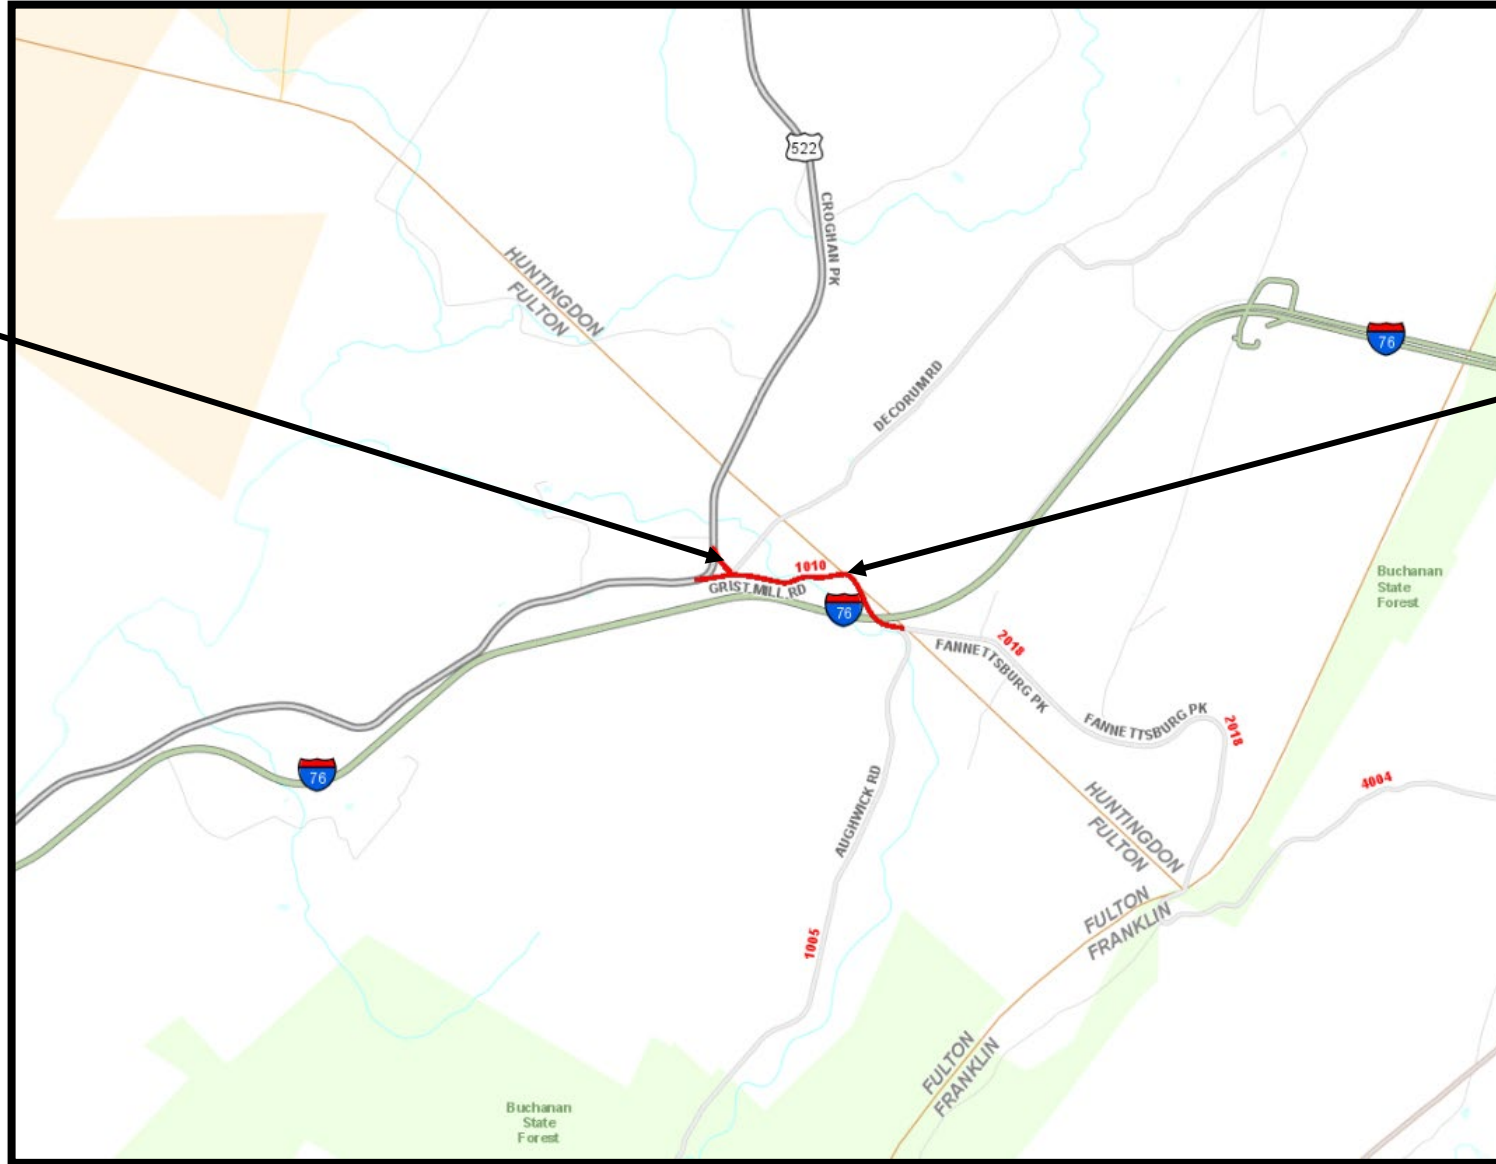 522
CROGHAN PK
HUNTINGDON
FULTON
76
DECORUM RD
1010
GRIST MILL RD
76
Buchanan
State
Forest
2018
FANNETTSBURG PK
FANNETTSBURG PK
2018
76
4004
HUNTINGDON
FULTON
AUGHWICK RD
FULTON
FRANKLIN
1005
FULTON
FRANKLIN
Buchanan
State
Forest